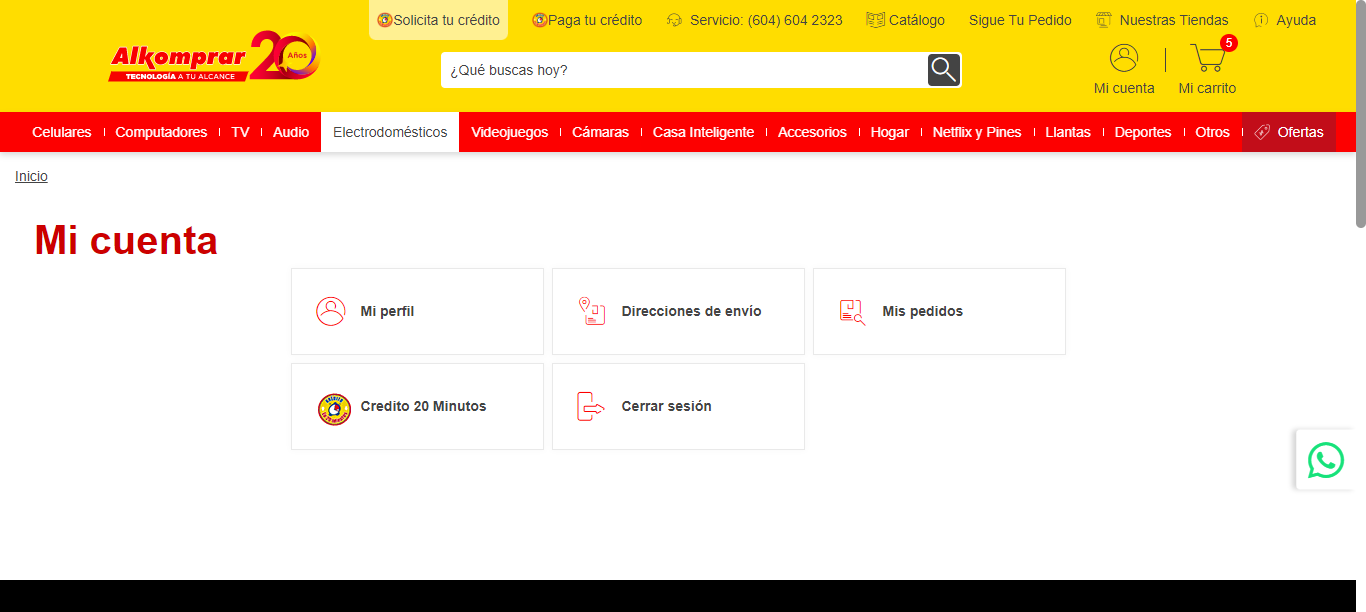 Solicita tu crédito
Paga tu crédito
Servicio: (604) 604 2323
Catálogo
Sigue Tu Pedido
Nuestras Tiendas
Ayuda
Alkomprar 20 Años
TECNOLOGÍA A TU ALCANCE
¿Qué buscas hoy?
5
Mi cuenta
Mi carrito
Celulares
Computadores
TV
Audio
Electrodomésticos
Videojuegos
Cámaras
Casa Inteligente
Accesorios
Hogar
Netflix y Pines
Llantas
Deportes
Otros
Ofertas
Inicio
Mi cuenta
Mi perfil
Direcciones de envío
Mis pedidos
Credito 20 Minutos
Cerrar sesión